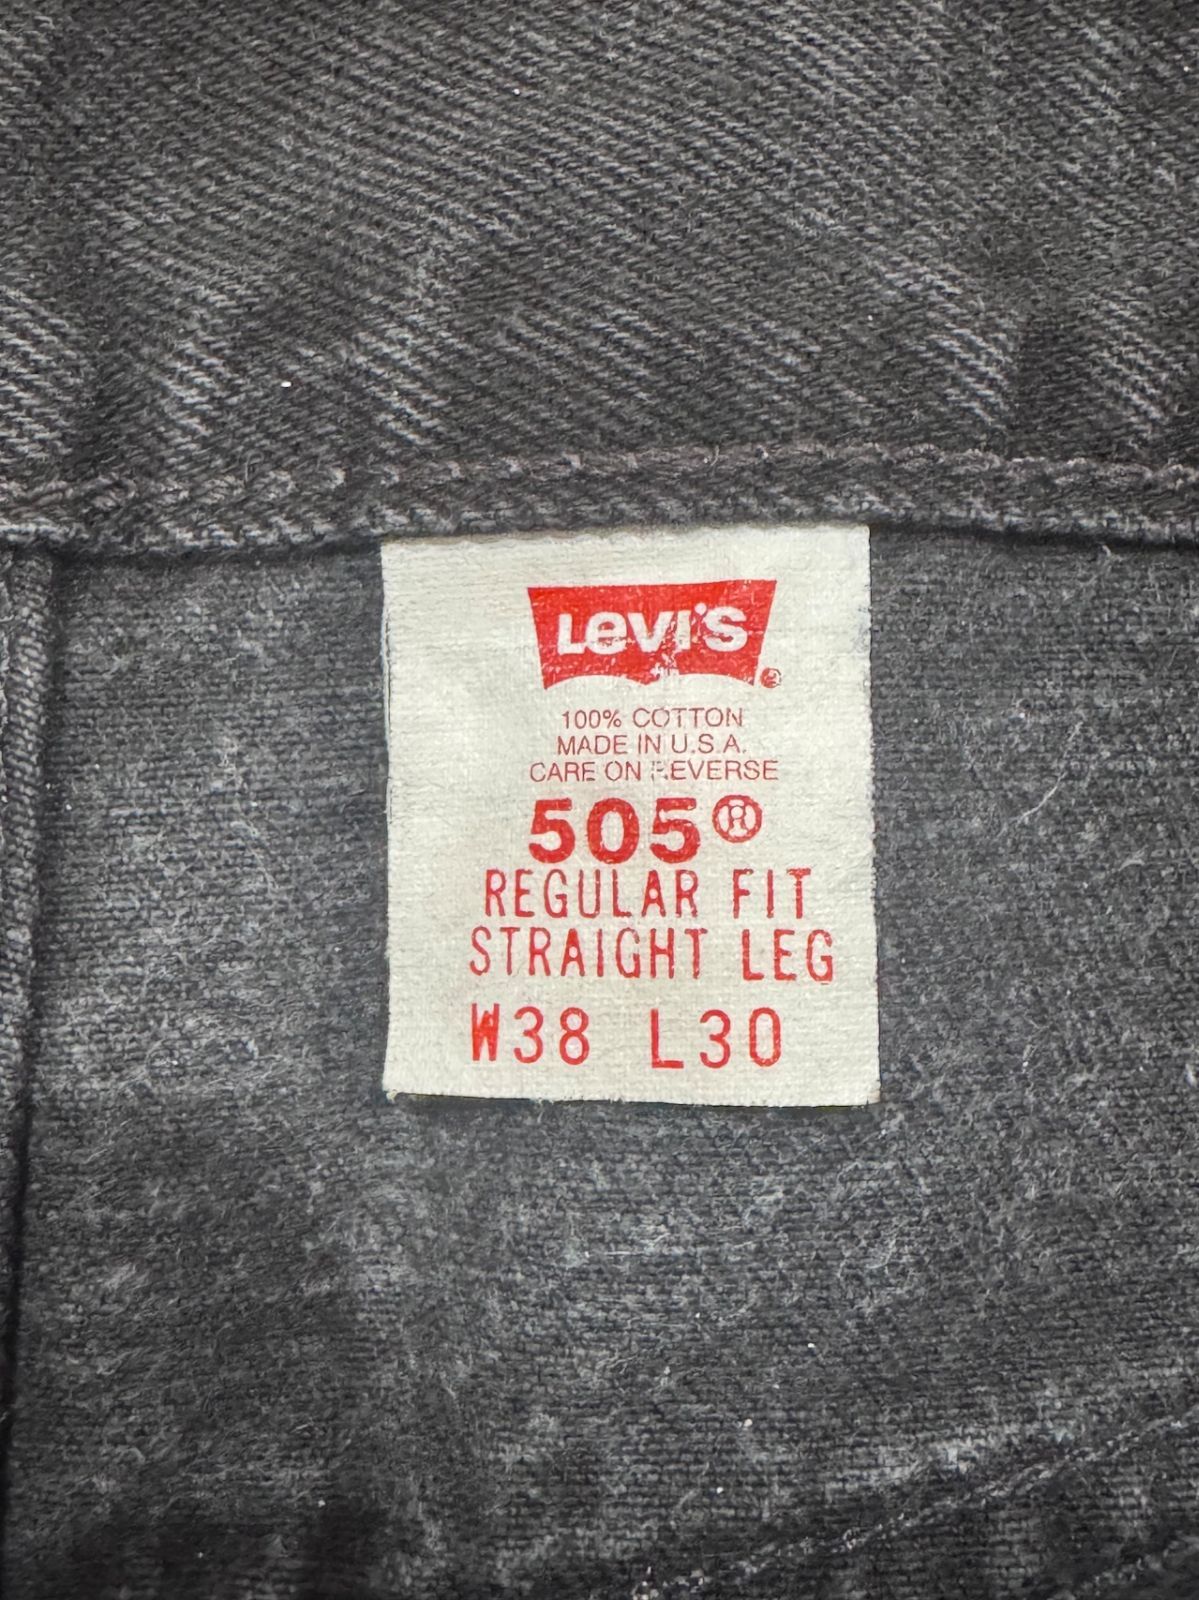 Levi's ®
100% COTTON
MADE IN U.S.A.
CARE ON REVERSE
505®
REGULAR FIT
STRAIGHT LEG
W38 L30